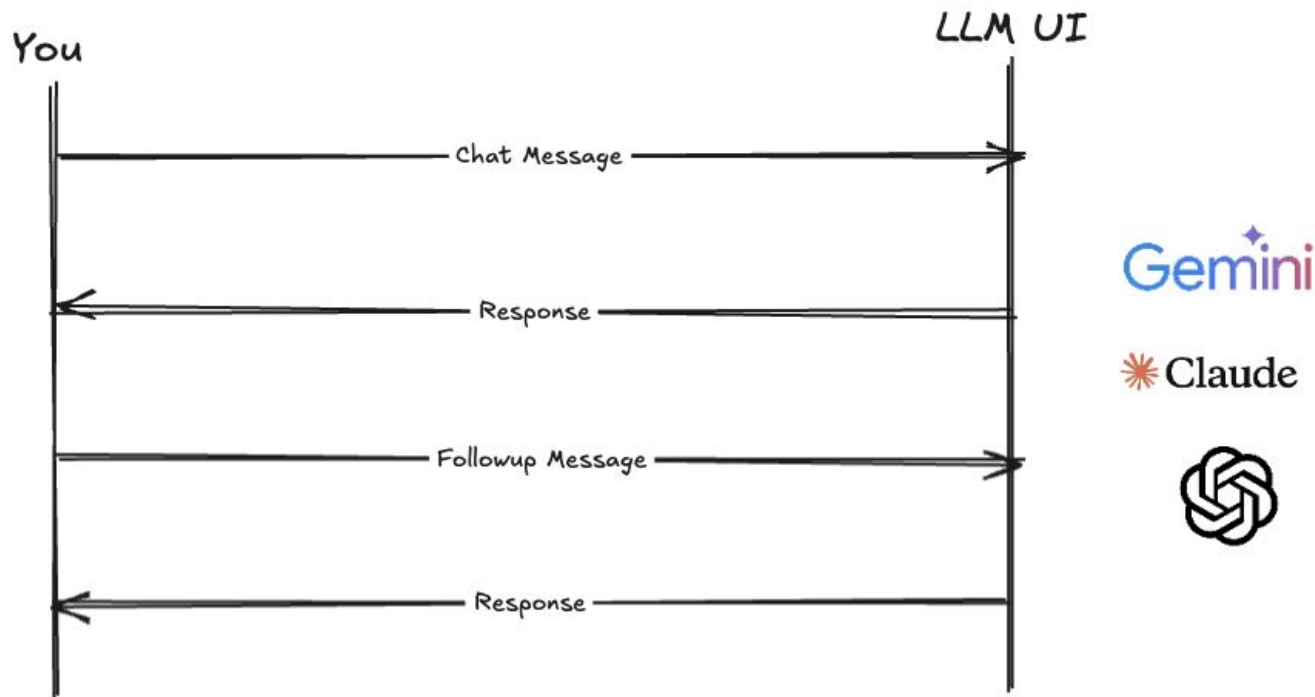 You
LLM UI
Chat Message
Response
Gemini
Claude
Followup Message
Response